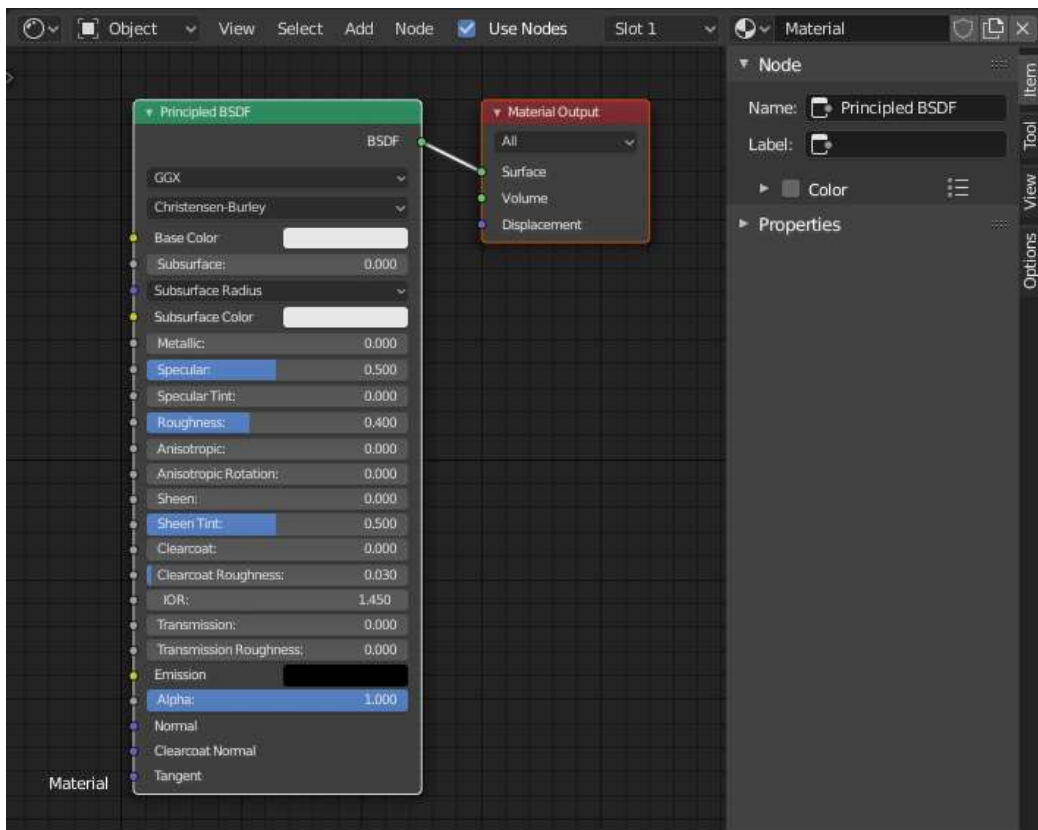 Object View Select Add Node Use Nodes Slot 1 Material
Node
Name: Principled BSDF
Label:
Color
Properties
Item
Tool
View
Options
Principled BSDF
BSDF
GGX
Christensen-Burley
Base Color
Subsurface: 0.000
Subsurface Radius
Subsurface Color
Metallic: 0.000
Specular: 0.500
Specular Tint: 0.000
Roughness: 0.400
Anisotropic: 0.000
Anisotropic Rotation: 0.000
Sheen: 0.000
Sheen Tint: 0.500
Clearcoat: 0.000
Clearcoat Roughness: 0.030
IOR: 1.450
Transmission: 0.000
Transmission Roughness: 0.000
Emission
Alpha: 1.000
Normal
Clearcoat Normal
Tangent
Material Output
All
Surface
Volume
Displacement
Material